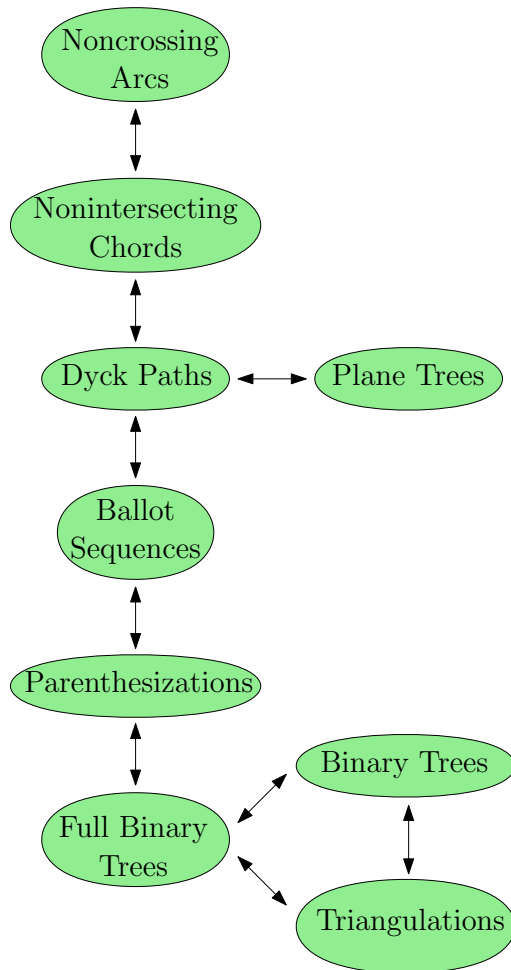 Noncrossing
Arcs
Nonintersecting
Chords
Dyck Paths
Plane Trees
Ballot
Sequences
Parenthesizations
Binary Trees
Full Binary
Trees
Triangulations